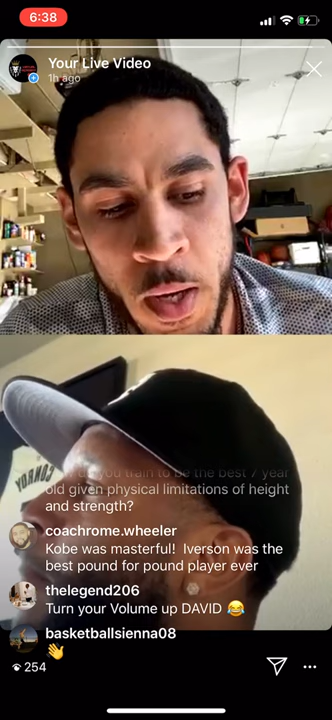 6:38
Your Live Video
1h ago
CONROY
you train to be the best 7 year
old given physical limitations of height
and strength?
coachrome.wheeler
Kobe was masterful! Iverson was the
best pound for pound player ever
thelegend206
Turn your Volume up DAVID 😂
basketballsienna08
👋
254